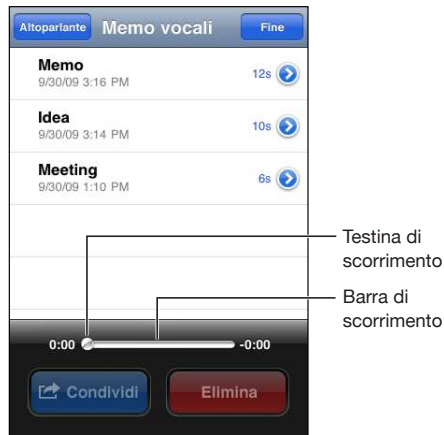 Altoparlante Memo vocali Fine
Memo
9/30/09 3:16 PM
12s
Idea
9/30/09 3:14 PM
10s
Meeting
9/30/09 1:10 PM
6s
Testina di
scorrimento
Barra di
scorrimento
0:00 -0:00
Condividi Elimina